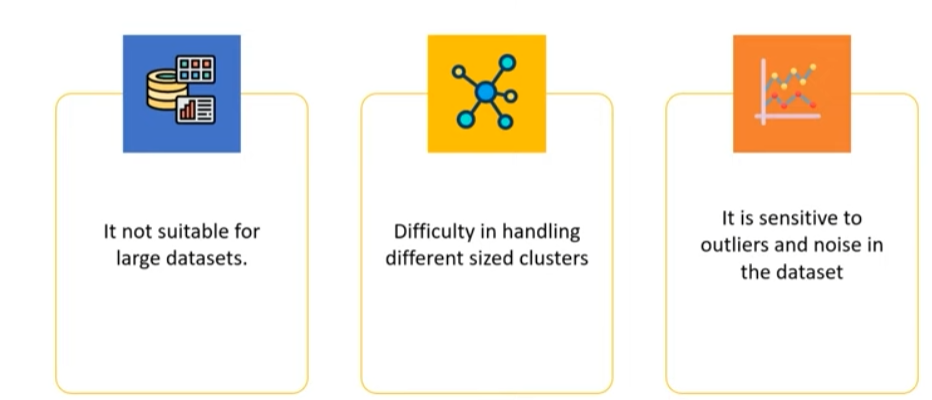 It not suitable for
large datasets.
Difficulty in handling
different sized clusters
It is sensitive to
outliers and noise in
the dataset